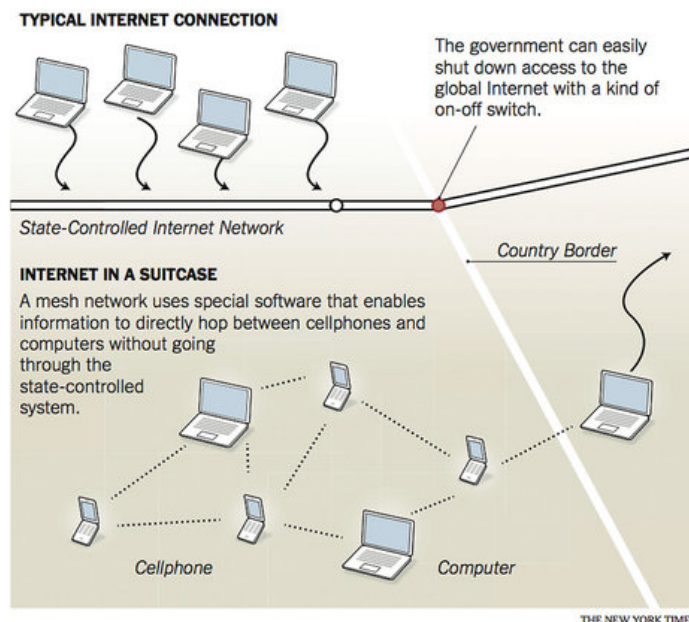 TYPICAL INTERNET CONNECTION
The government can easily
shut down access to the
global Internet with a kind of
on-off switch.
State-Controlled Internet Network
Country Border
INTERNET IN A SUITCASE
A mesh network uses special software that enables
information to directly hop between cellphones and
computers without going
through the
state-controlled
system.
Cellphone
Computer
THE NEW YORK TIME